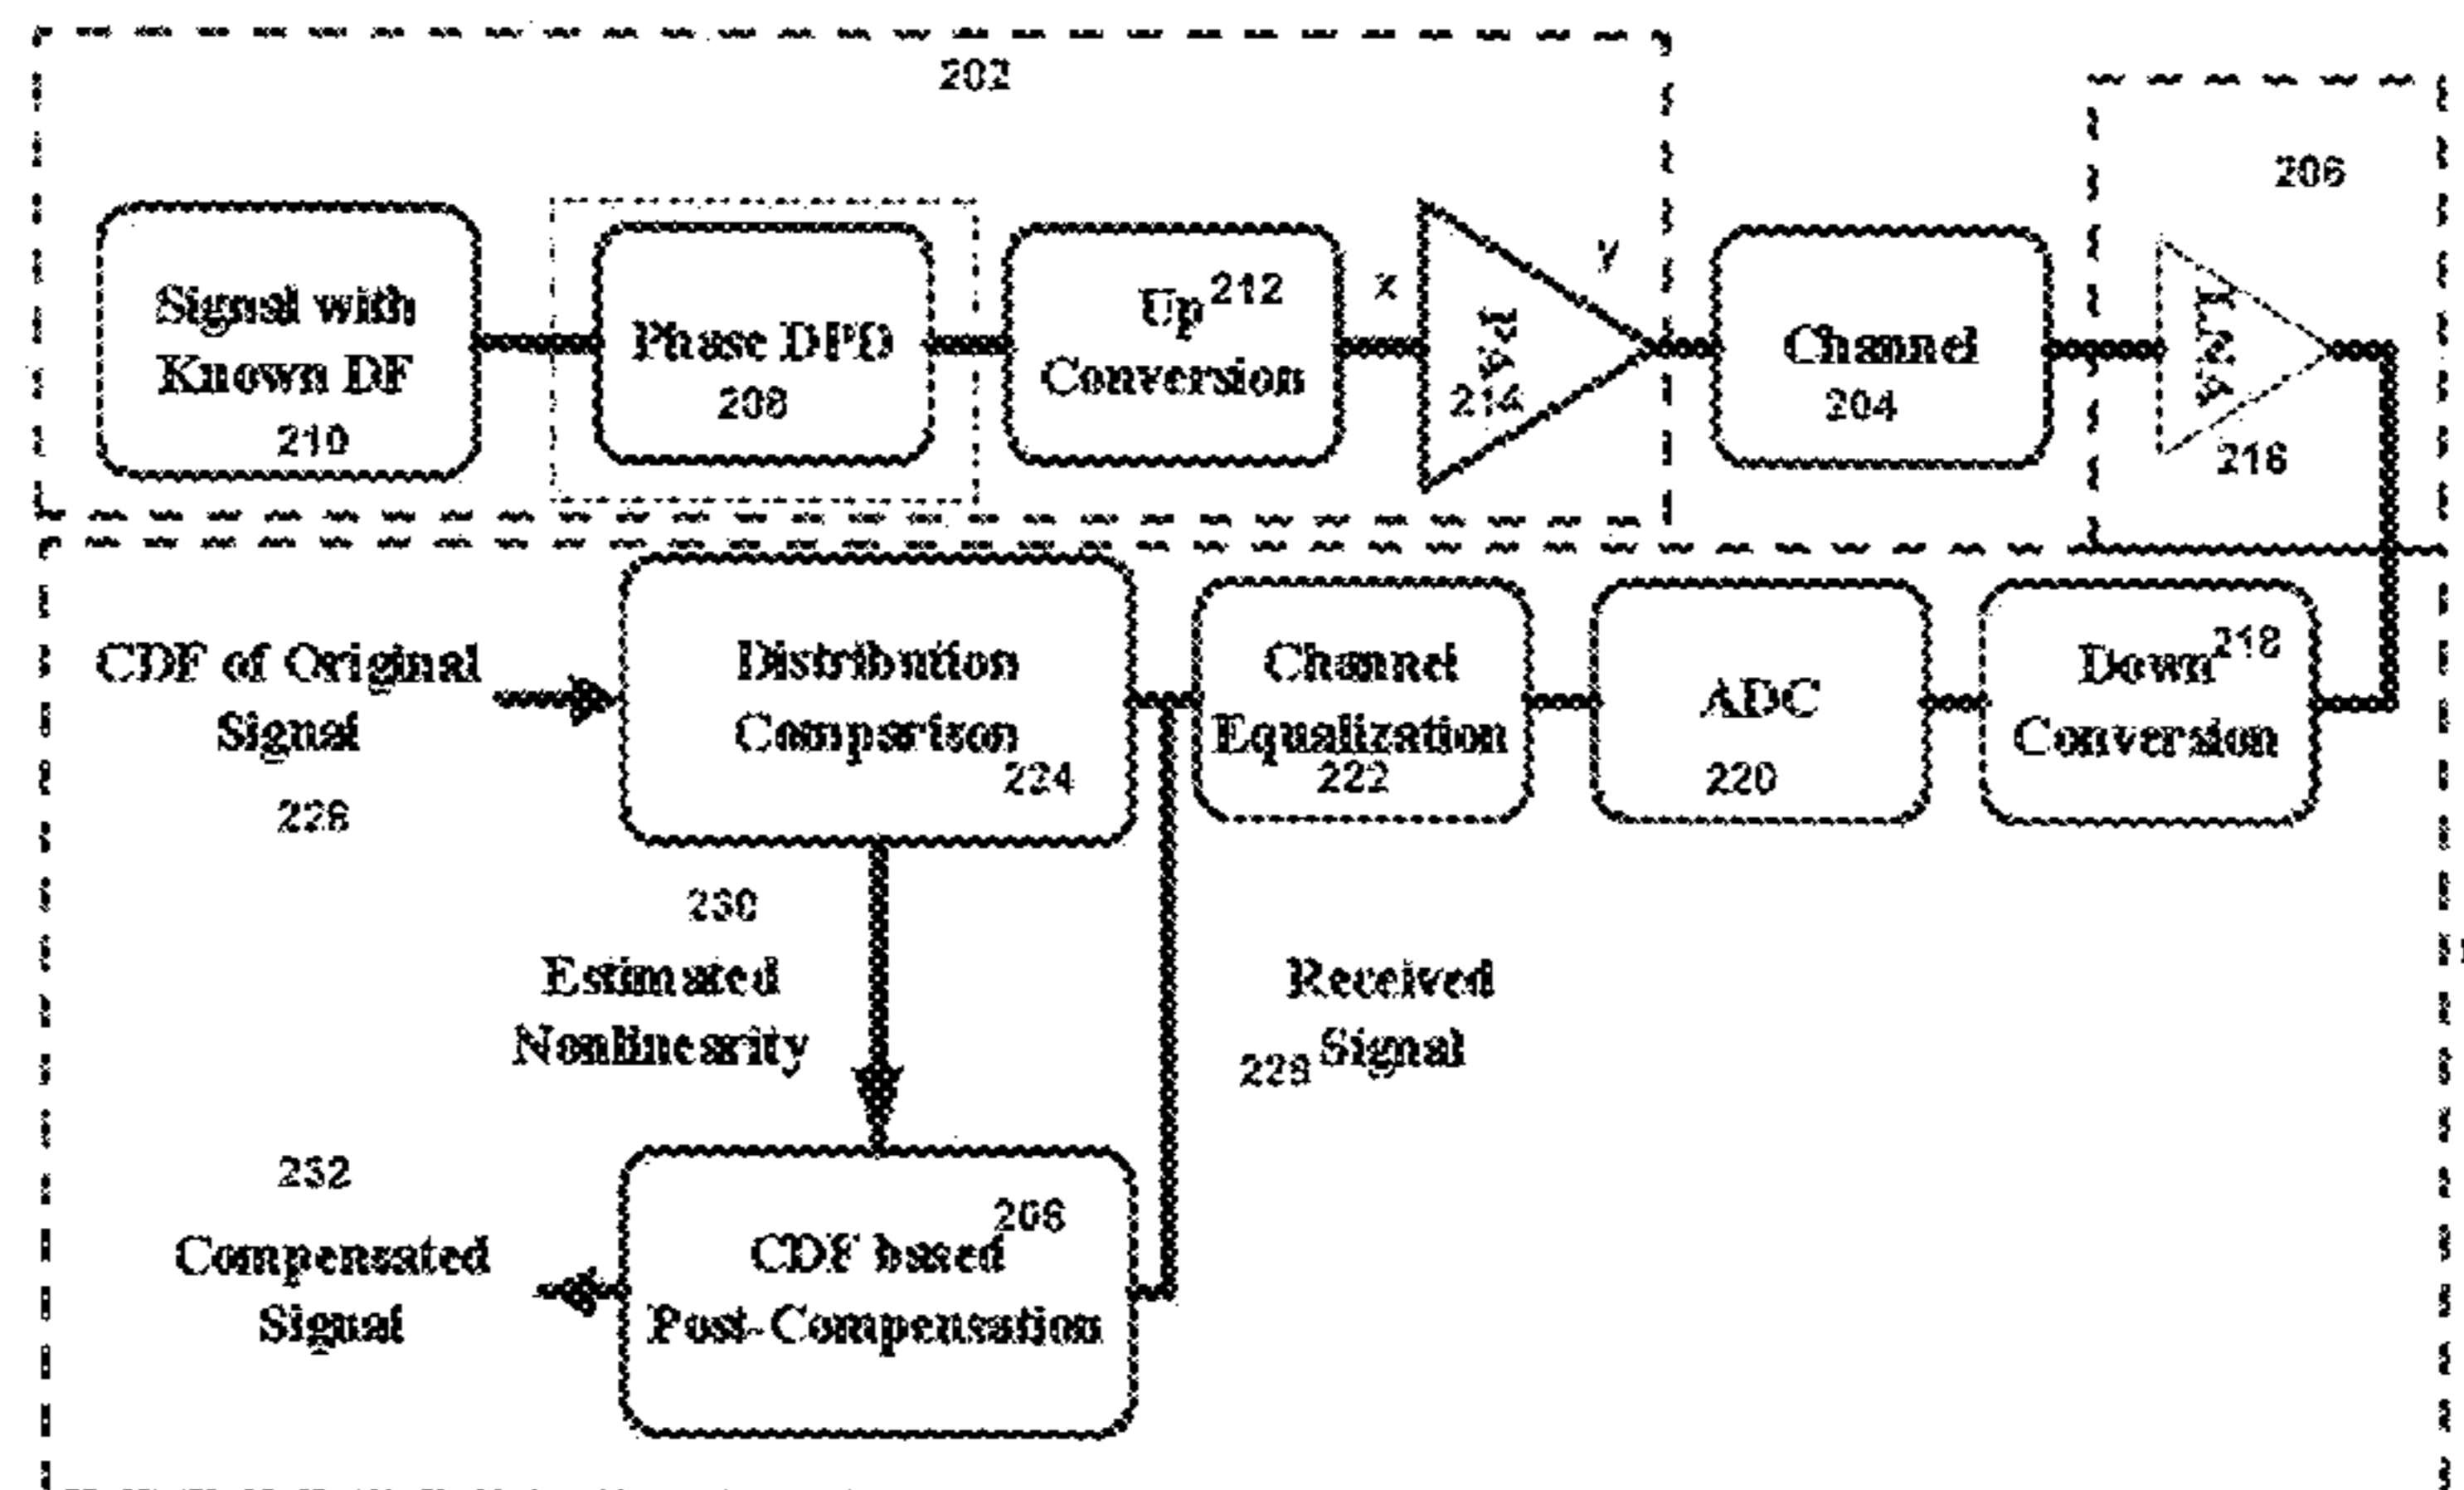 202
206
Signal with
Known DF
210
Phase DPD
208
Up 212
Conversion
x
PA
214
y
Channel
204
LNA
216
CDF of Original
Signal
228
Distribution
Comparison
224
Channel
Equalization
222
ADC
220
Down 218
Conversion
230
Estimated
Nonlinearity
Received
Signal
232
Compensated
Signal
CDF based
Post-Compensation